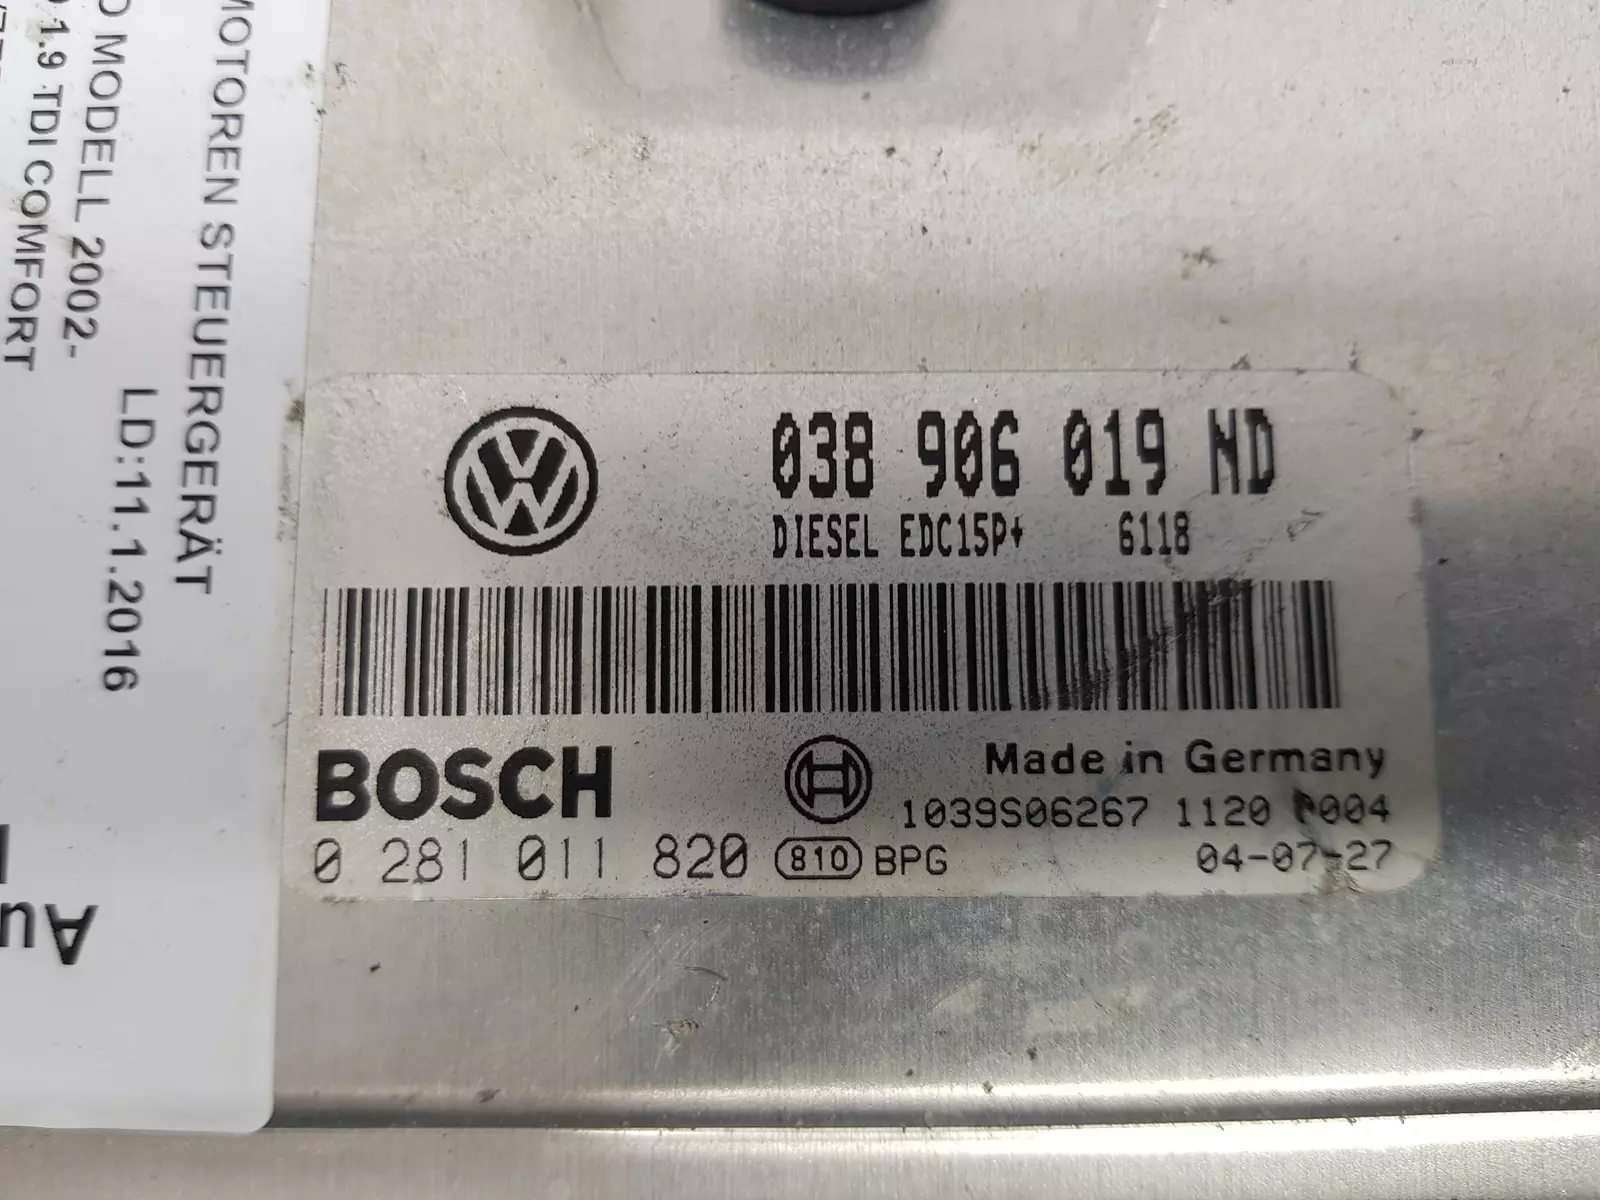 MOTOREN STEUERGERÄT
MODELL 2002-
1.9 TDI COMFORT
LD:11.1.2016
038 906 019 ND
DIESEL EDC15P+ 6118
BOSCH
Made in Germany
1039S06267 1120
0 281 011 820 810 BPG
04-07-27